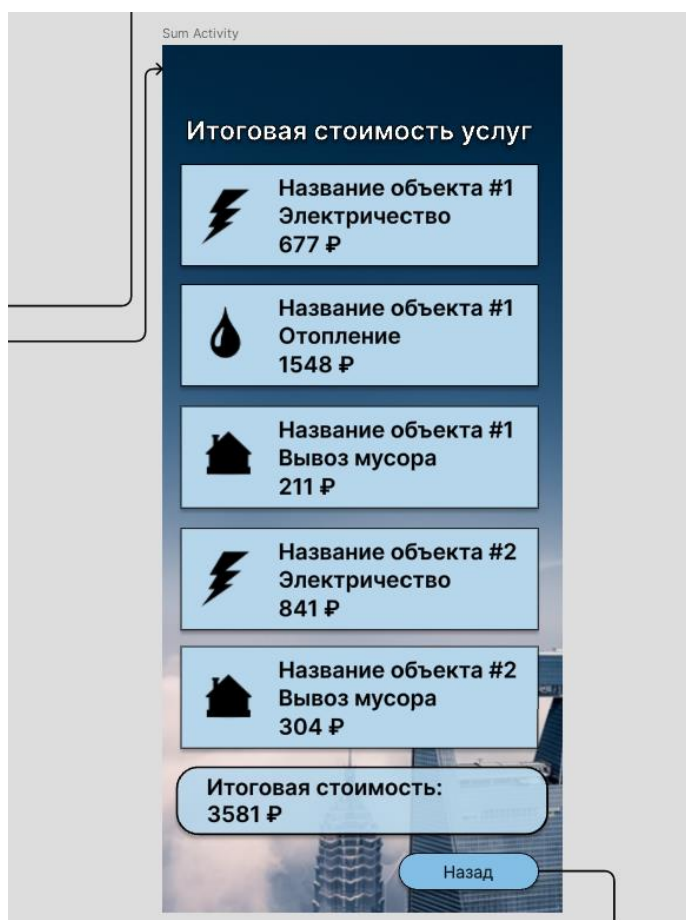 Sum Activity
Итоговая стоимость услуг
Название объекта #1
Электричество
677 ₽
Название объекта #1
Отопление
1548 ₽
Название объекта #1
Вывоз мусора
211 ₽
Название объекта #2
Электричество
841 ₽
Название объекта #2
Вывоз мусора
304 ₽
Итоговая стоимость:
3581 ₽
Назад